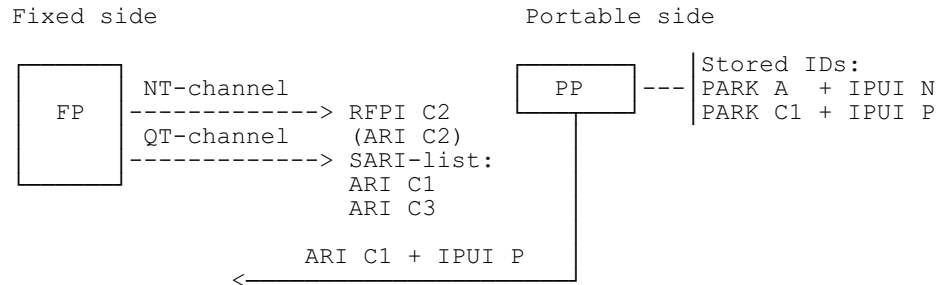 Fixed side
Portable side
FP
NT-channel
RFPI C2
(ARI C2)
QT-channel
SARI-list:
ARI C1
ARI C3
PP
Stored IDs:
PARK A + IPUI N
PARK C1 + IPUI P
ARI C1 + IPUI P